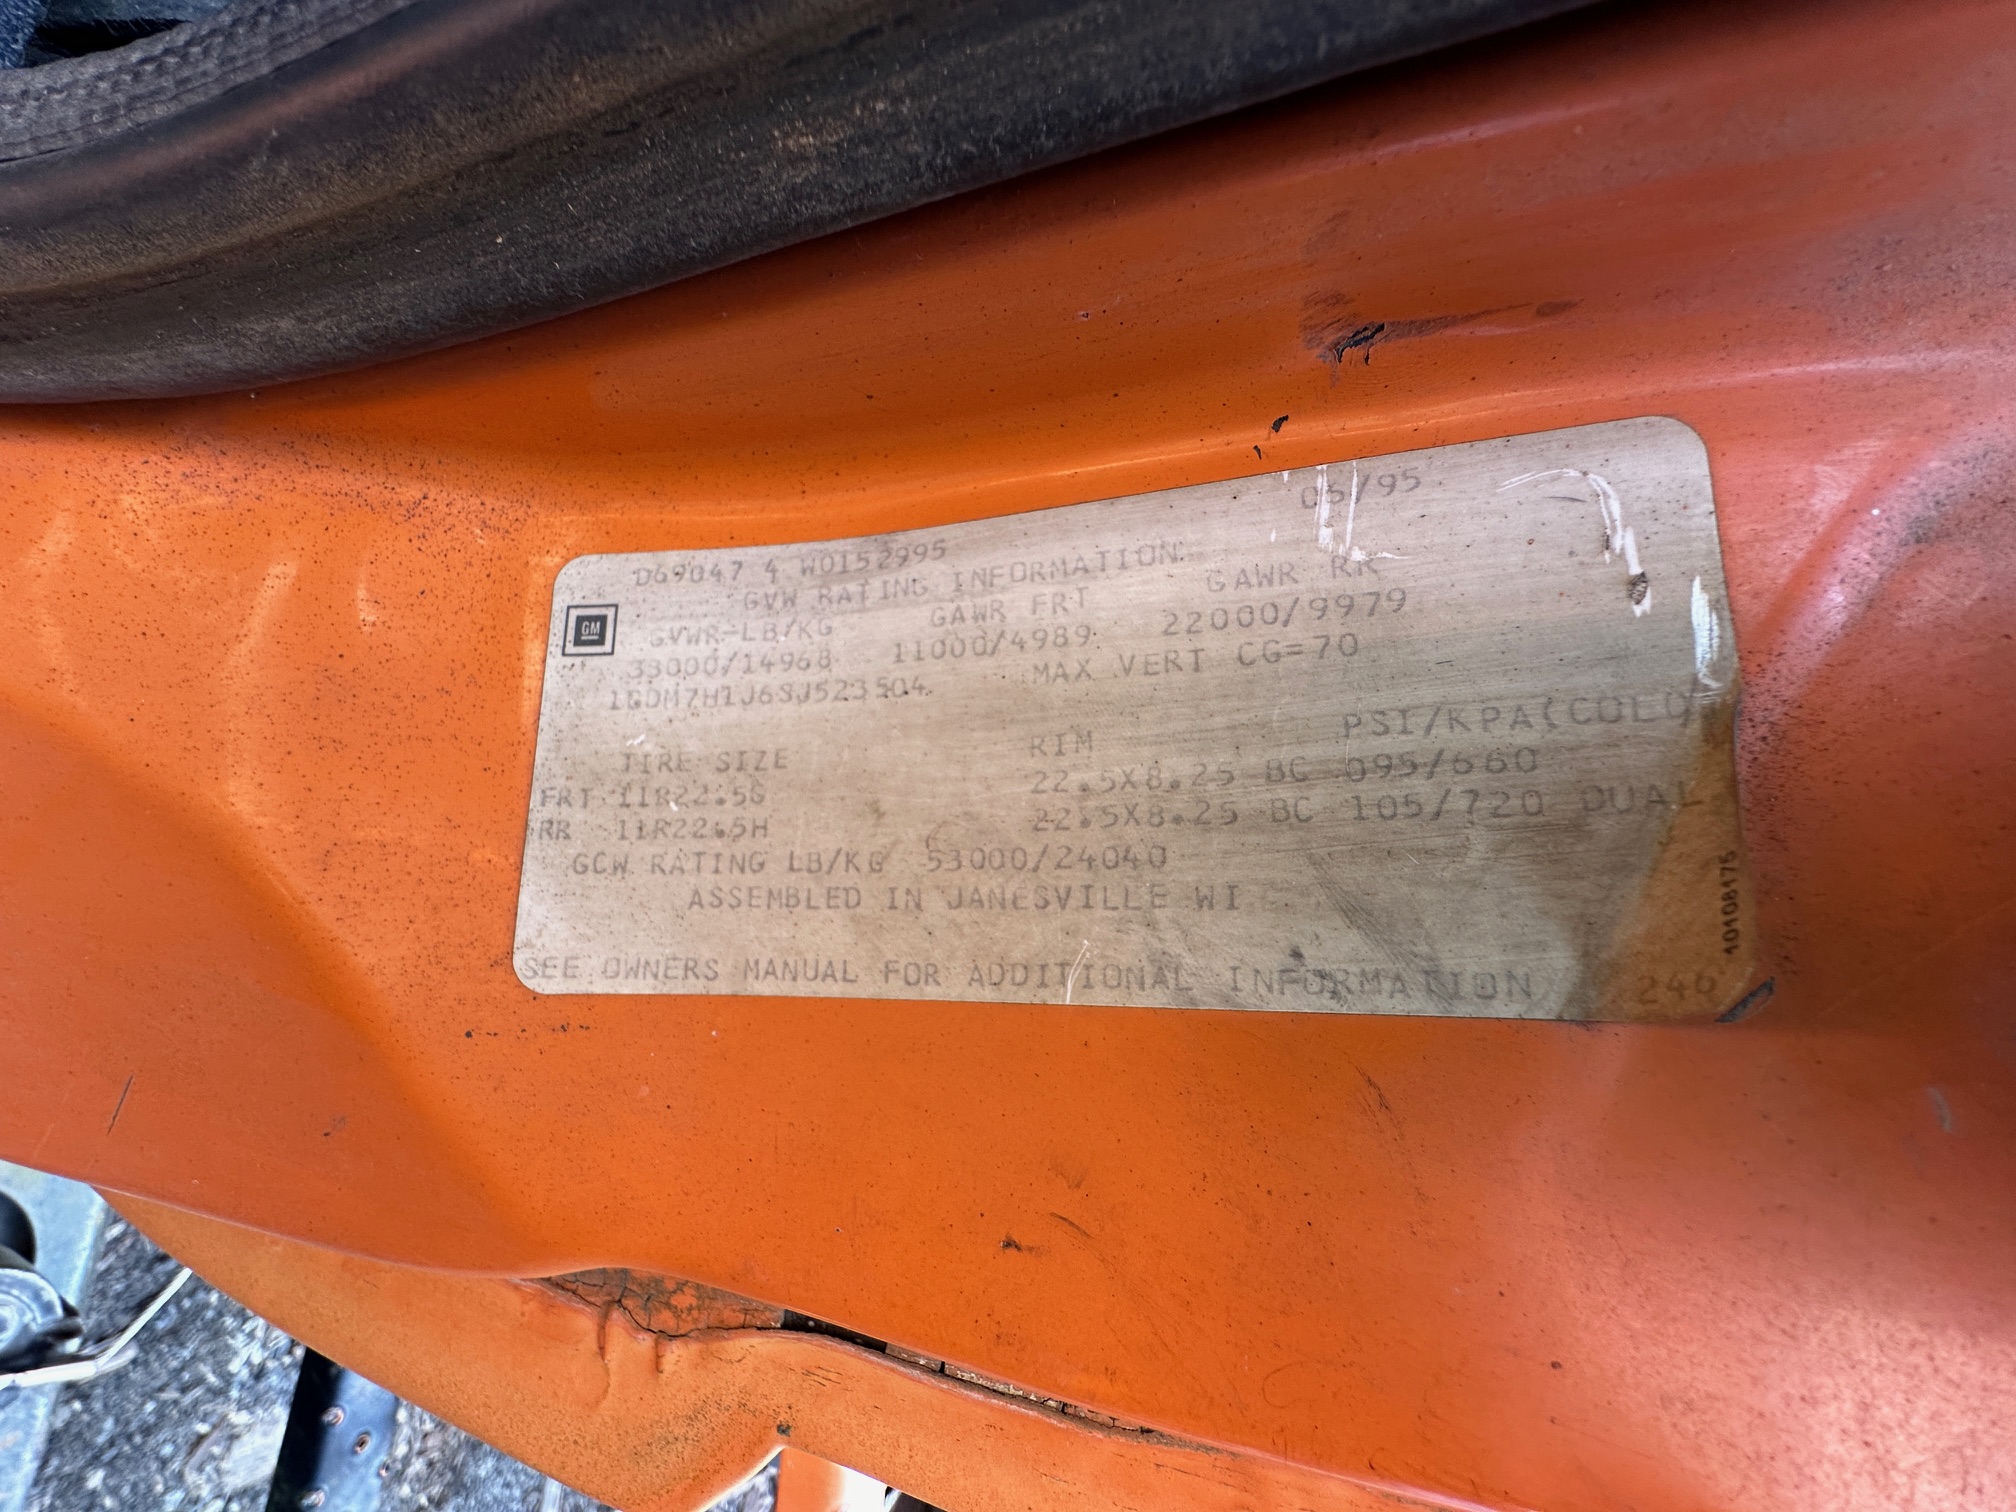 06/95
D69047 4 W0152995
GVW RATING INFORMATION
GM
GVWR-LB/KG GAWR FRT GAWR RR
33000/14968 11000/4989 22000/9979
1GDM7H1J6SJ523504 MAX VERT CG=70
TIRE SIZE RIM PSI/KPA(COLD)
FRT 11R22.5G 22.5X8.25 BC 095/660
RR 11R22.5H 22.5X8.25 BC 105/720 DUAL
GCW RATING LB/KG 53000/24040
ASSEMBLED IN JANESVILLE WI
SEE OWNERS MANUAL FOR ADDITIONAL INFORMATION 246
10108175